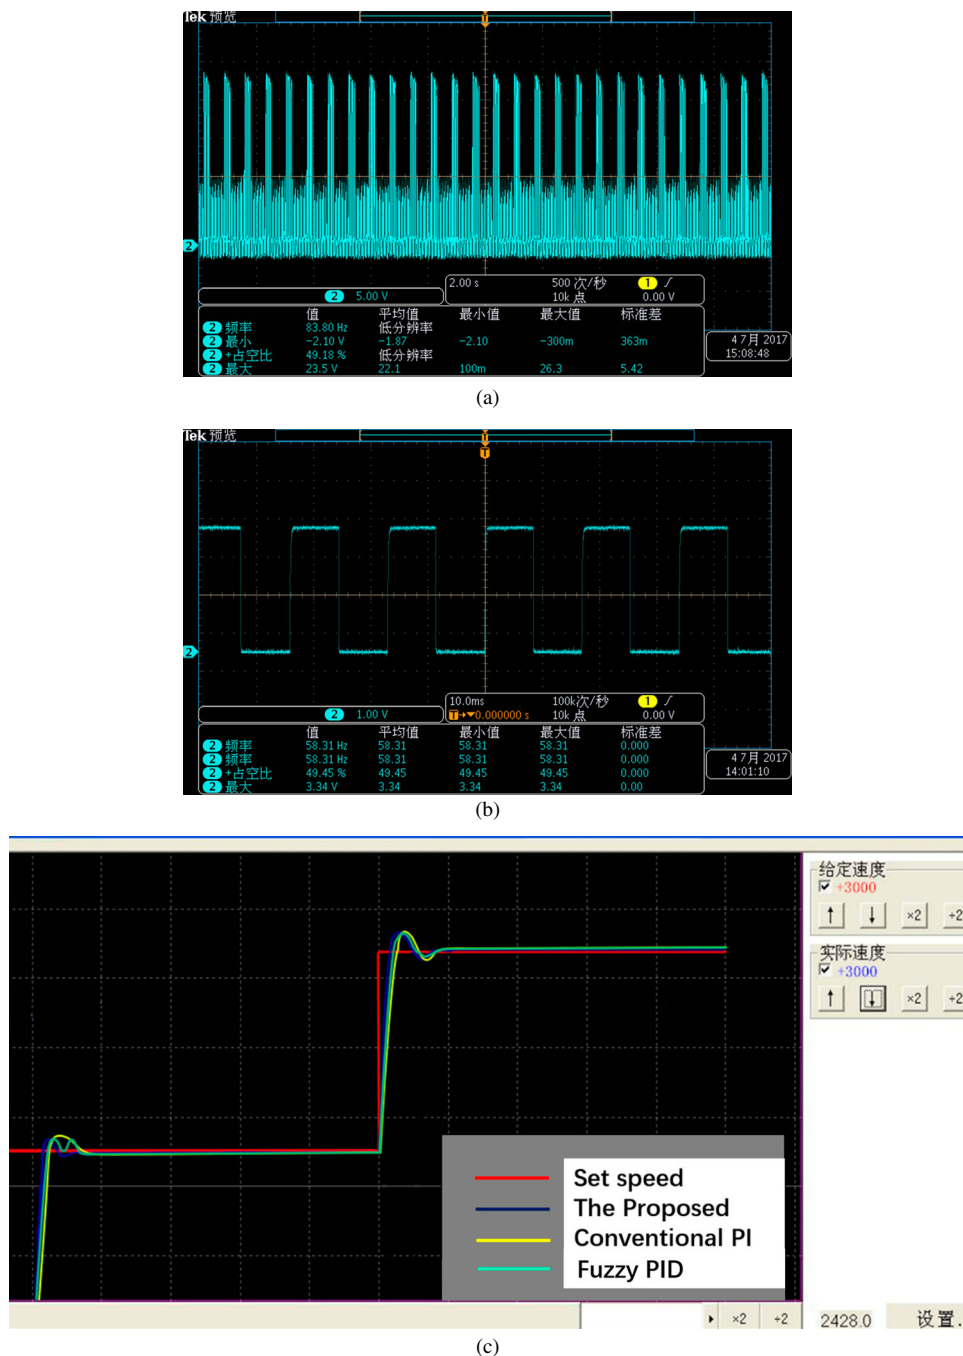 Tek 预览
T
2
2.00 s 500 次/秒 1
10k 点 0.00 V
2 5.00 V
值 平均值 最小值 最大值 标准差
2 频率 83.80 Hz 低分辨率
2 最小 −2.10 V −1.87 −2.10 −300m 363m
2 +占空比 49.18 % 低分辨率
2 最大 23.5 V 22.1 100m 26.3 5.42
4 7月 2017
15:08:48
(a)
Tek 预览
T
T
2
10.0ms 100k次/秒 1
T→▼0.000000 s 10k 点 0.00 V
2 1.00 V
值 平均值 最小值 最大值 标准差
2 频率 58.31 Hz 58.31 58.31 58.31 0.000
2 频率 58.31 Hz 58.31 58.31 58.31 0.000
2 +占空比 49.45 % 49.45 49.45 49.45 0.000
2 最大 3.34 V 3.34 3.34 3.34 0.00
4 7月 2017
14:01:10
(b)
给定速度
+3000
↑ ↓ ×2 ÷2
实际速度
+3000
↑ ↓ ×2 ÷2
Set speed
The Proposed
Conventional PI
Fuzzy PID
×2 ÷2 2428.0 设置.
(c)